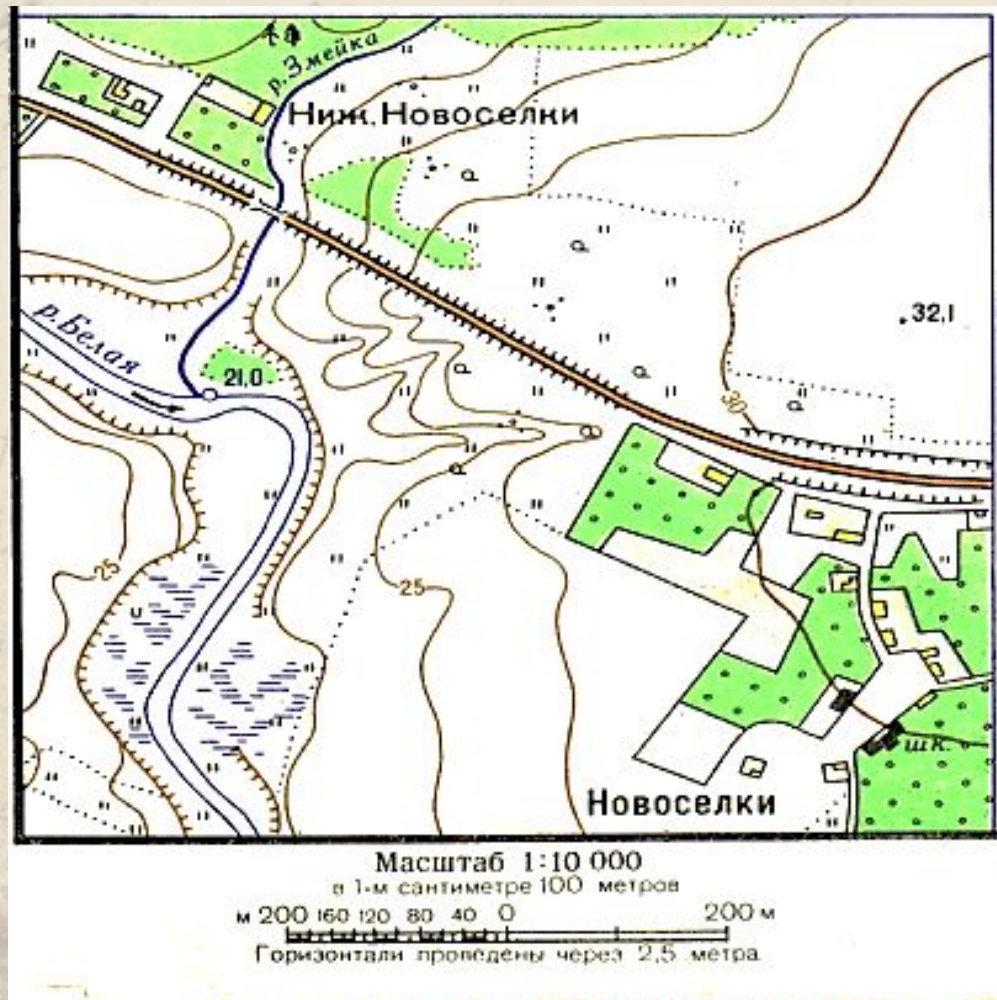 р. Змейка
Ниж. Новоселки
32,1
р. Белая
21,0
30
25
25
шк.
Новоселки
Масштаб 1:10 000
в 1-м сантиметре 100 метров
м 200 160 120 80 40 0 200 м
Горизонтали проведены через 2,5 метра